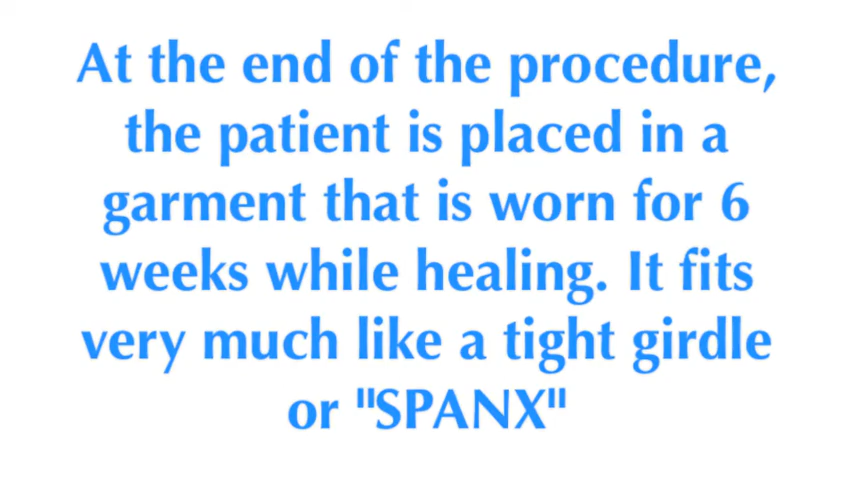 At the end of the procedure,
the patient is placed in a
garment that is worn for 6
weeks while healing. It fits
very much like a tight girdle
or "SPANX"